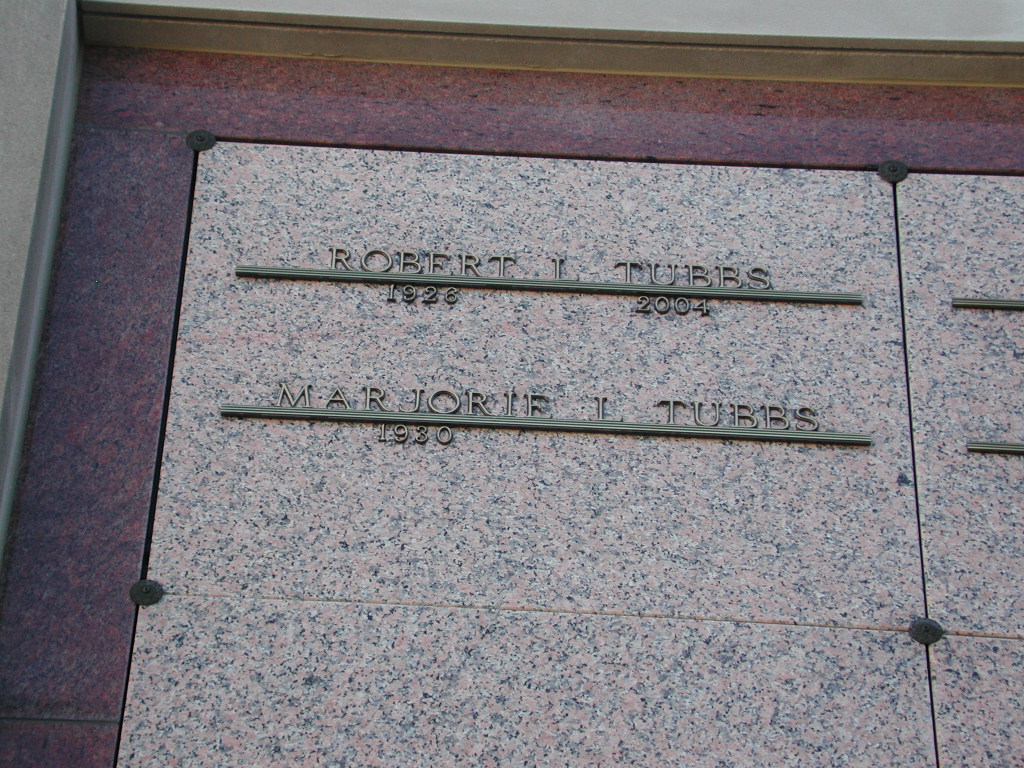 ROBERT L TUBBS
1926 2004
MARJORIE L TUBBS
1930